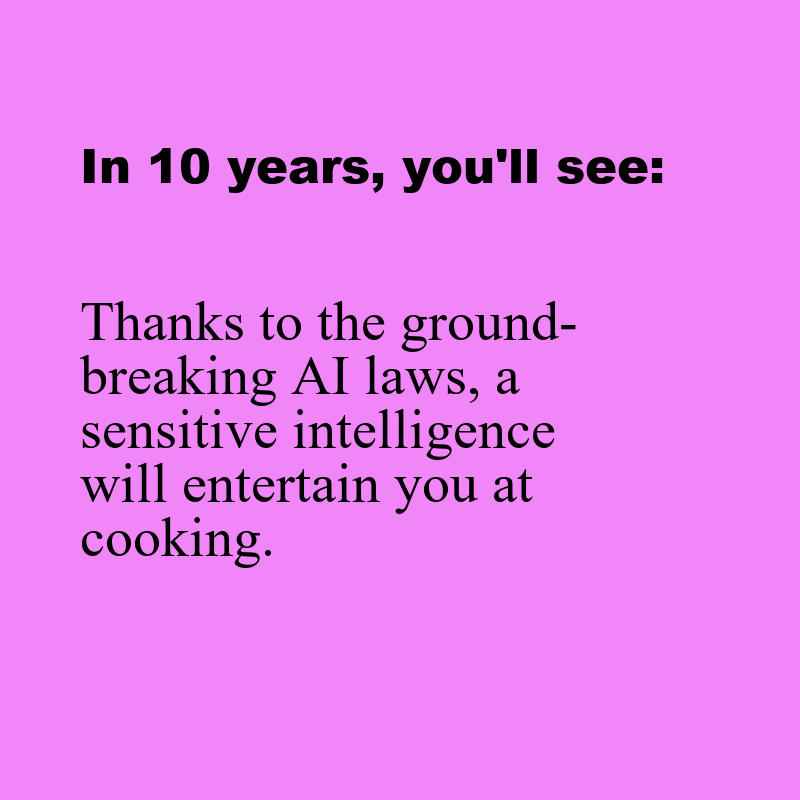 In 10 years, you'll see:
Thanks to the ground-
breaking AI laws, a
sensitive intelligence
will entertain you at
cooking.